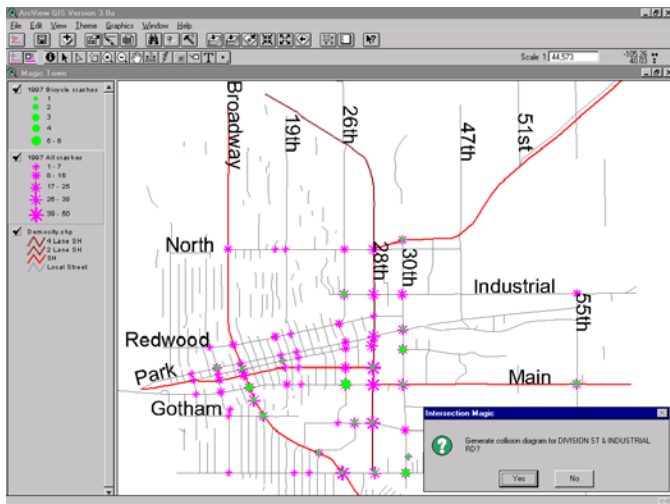 ArcView GIS Version 3.0a
File Edit View Theme Graphics Window Help
Scale 1: 44,573
-105.26
40.03
Magic Town
1997 Bicycle crashes
1
2
3
4
5 - 6
1997 All crashes
1 - 7
8 - 16
17 - 25
26 - 38
39 - 50
Democity.shp
4 Lane SH
2 Lane SH
SH
Local Street
Broadway
19th
26th
47th
51st
North
28th
30th
Industrial
55th
Redwood
Park
Main
Gotham
Intersection Magic
Generate collision diagram for DIVISION ST & INDUSTRIAL
RD?
Yes
No